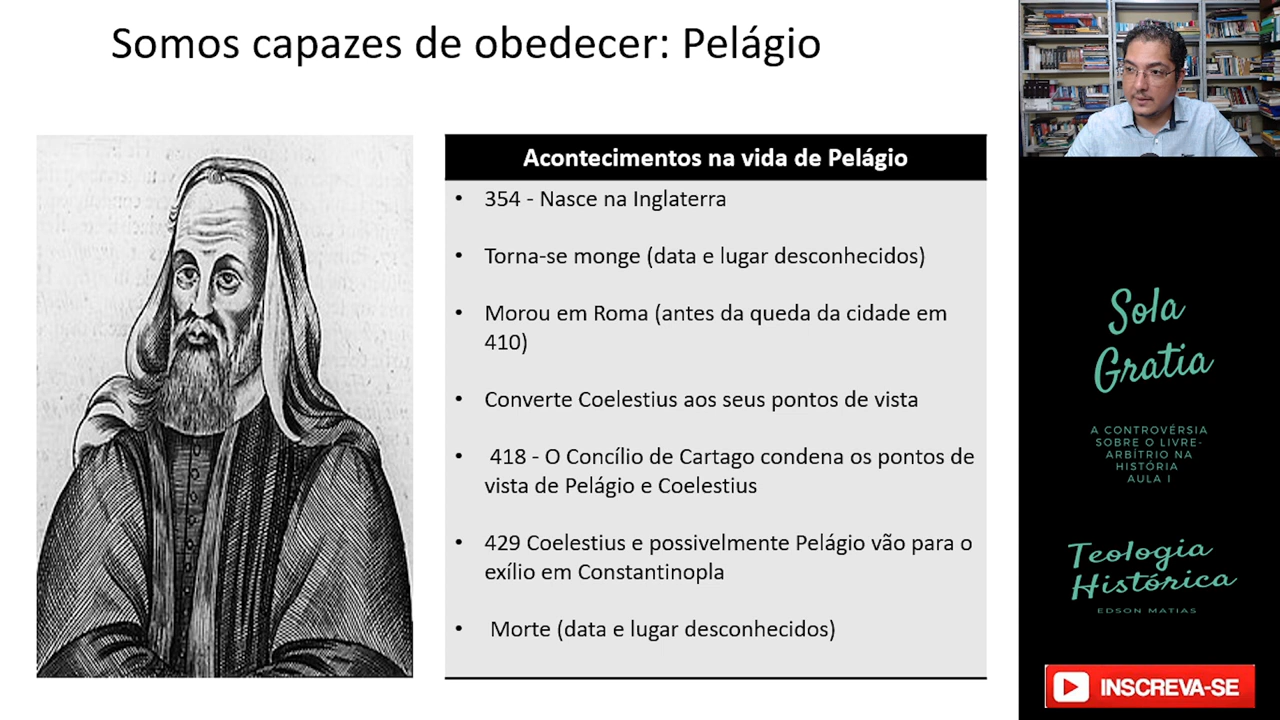 Somos capazes de obedecer: Pelágio
Acontecimentos na vida de Pelágio
• 354 - Nasce na Inglaterra
• Torna-se monge (data e lugar desconhecidos)
• Morou em Roma (antes da queda da cidade em
410)
• Converte Coelestius aos seus pontos de vista
• 418 - O Concílio de Cartago condena os pontos de
vista de Pelágio e Coelestius
• 429 Coelestius e possivelmente Pelágio vão para o
exílio em Constantinopla
• Morte (data e lugar desconhecidos)
Sola
Gratia
A CONTROVÉRSIA
SOBRE O LIVRE-
ARBÍTRIO NA
HISTÓRIA
AULA I
Teologia
Histórica
EDSON MATIAS
INSCREVA-SE